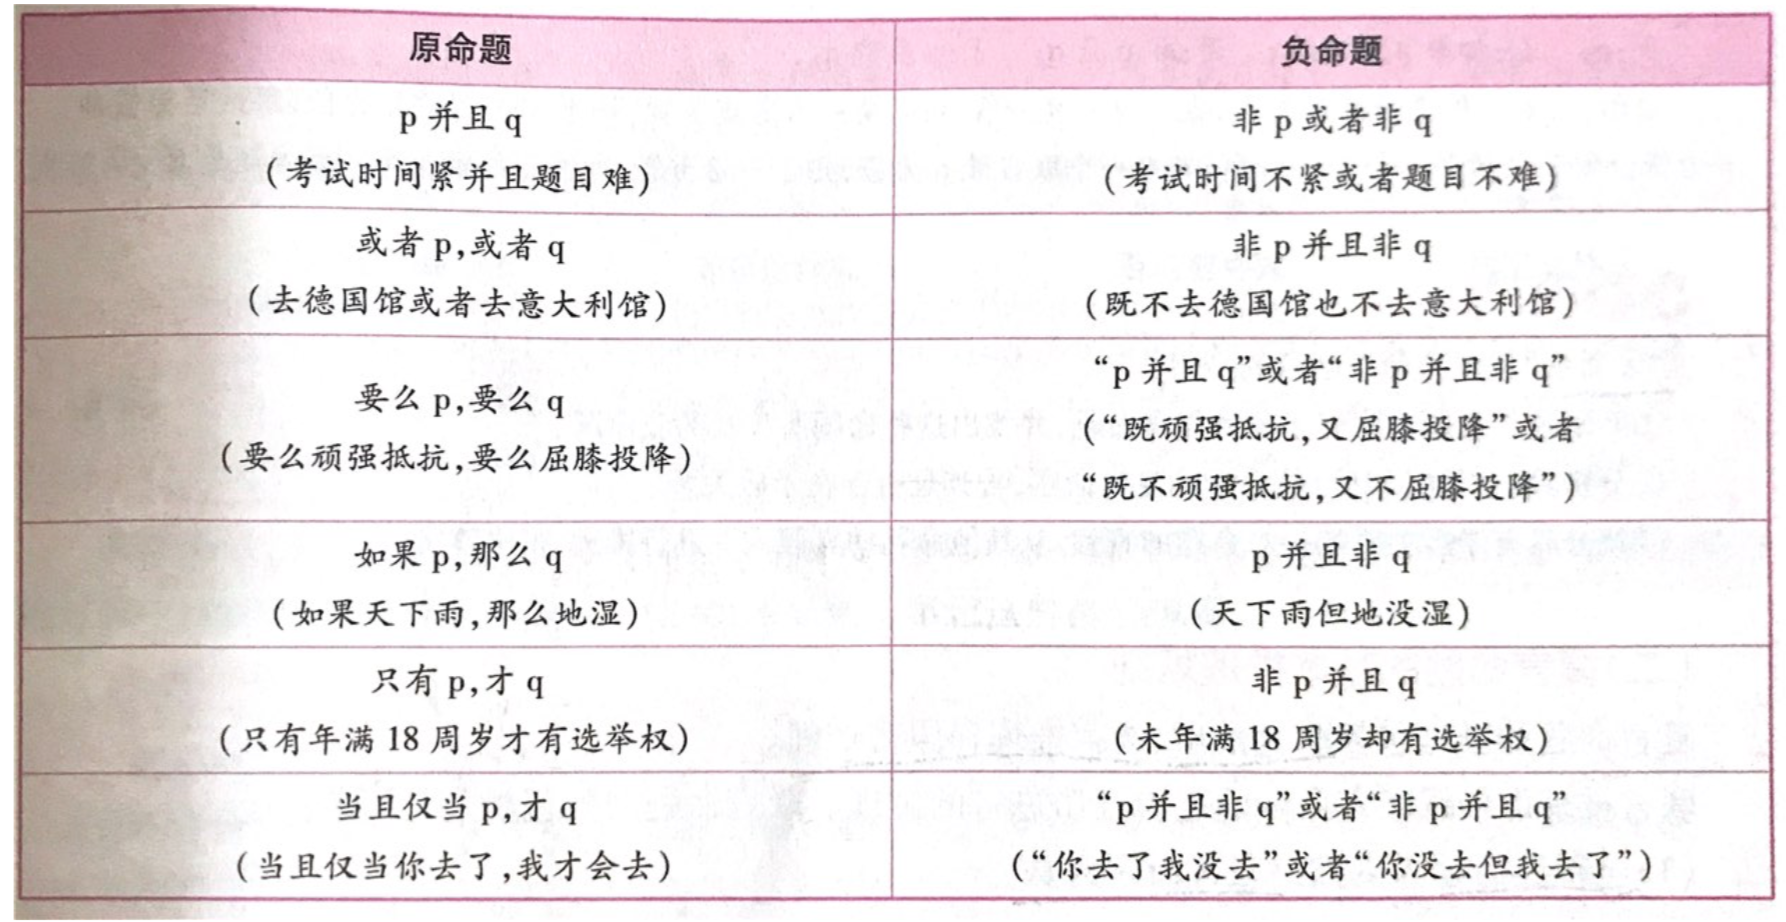 原命题 负命题
p 并且 q
(考试时间紧并且题目难)
非 p 或者非 q
(考试时间不紧或者题目不难)
或者 p,或者 q
(去德国馆或者去意大利馆)
非 p 并且非 q
(既不去德国馆也不去意大利馆)
要么 p,要么 q
(要么顽强抵抗,要么屈膝投降)
“p 并且 q”或者“非 p 并且非 q”
(“既顽强抵抗,又屈膝投降”或者
“既不顽强抵抗,又不屈膝投降”)
如果 p,那么 q
(如果天下雨,那么地湿)
p 并且非 q
(天下雨但地没湿)
只有 p,才 q
(只有年满 18 周岁才有选举权)
非 p 并且 q
(未年满 18 周岁却有选举权)
当且仅当 p,才 q
(当且仅当你去了,我才会去)
“p 并且非 q”或者“非 p 并且 q”
(“你去了我没去”或者“你没去但我去了”)